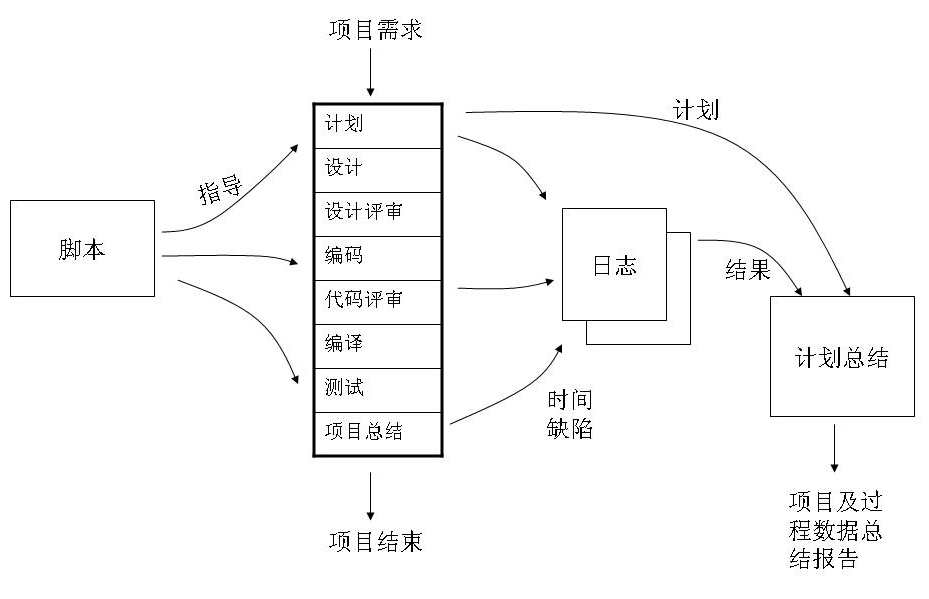 项目需求
计划
设计
设计评审
编码
代码评审
编译
测试
项目总结
项目结束
脚本
指导
日志
时间
缺陷
计划
结果
计划总结
项目及过
程数据总
结报告